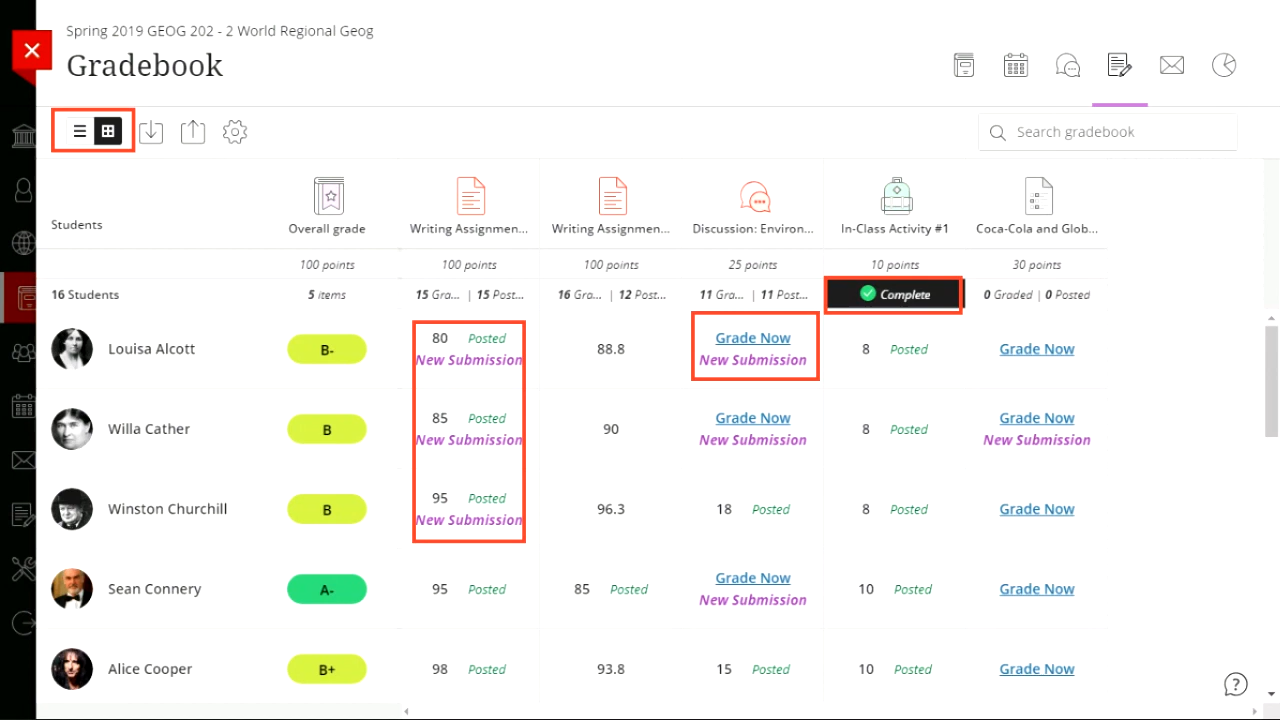 Spring 2019 GEOG 202 - 2 World Regional Geog
Gradebook
Search gradebook
Students
Overall grade
Writing Assignmen...
Writing Assignmen...
Discussion: Environ...
In-Class Activity #1
Coca-Cola and Glob...
100 points
100 points
100 points
25 points
10 points
30 points
16 Students
5 items
15 Gra... | 15 Post...
16 Gra... | 12 Post...
11 Gra... | 11 Post...
Complete
0 Graded | 0 Posted
Louisa Alcott
B-
80 Posted
New Submission
88.8
Grade Now
New Submission
8 Posted
Grade Now
Willa Cather
B
85 Posted
New Submission
90
Grade Now
New Submission
8 Posted
Grade Now
New Submission
Winston Churchill
B
95 Posted
New Submission
96.3
18 Posted
8 Posted
Grade Now
Sean Connery
A-
95 Posted
85 Posted
Grade Now
New Submission
10 Posted
Grade Now
Alice Cooper
B+
98 Posted
93.8
15 Posted
10 Posted
Grade Now
?